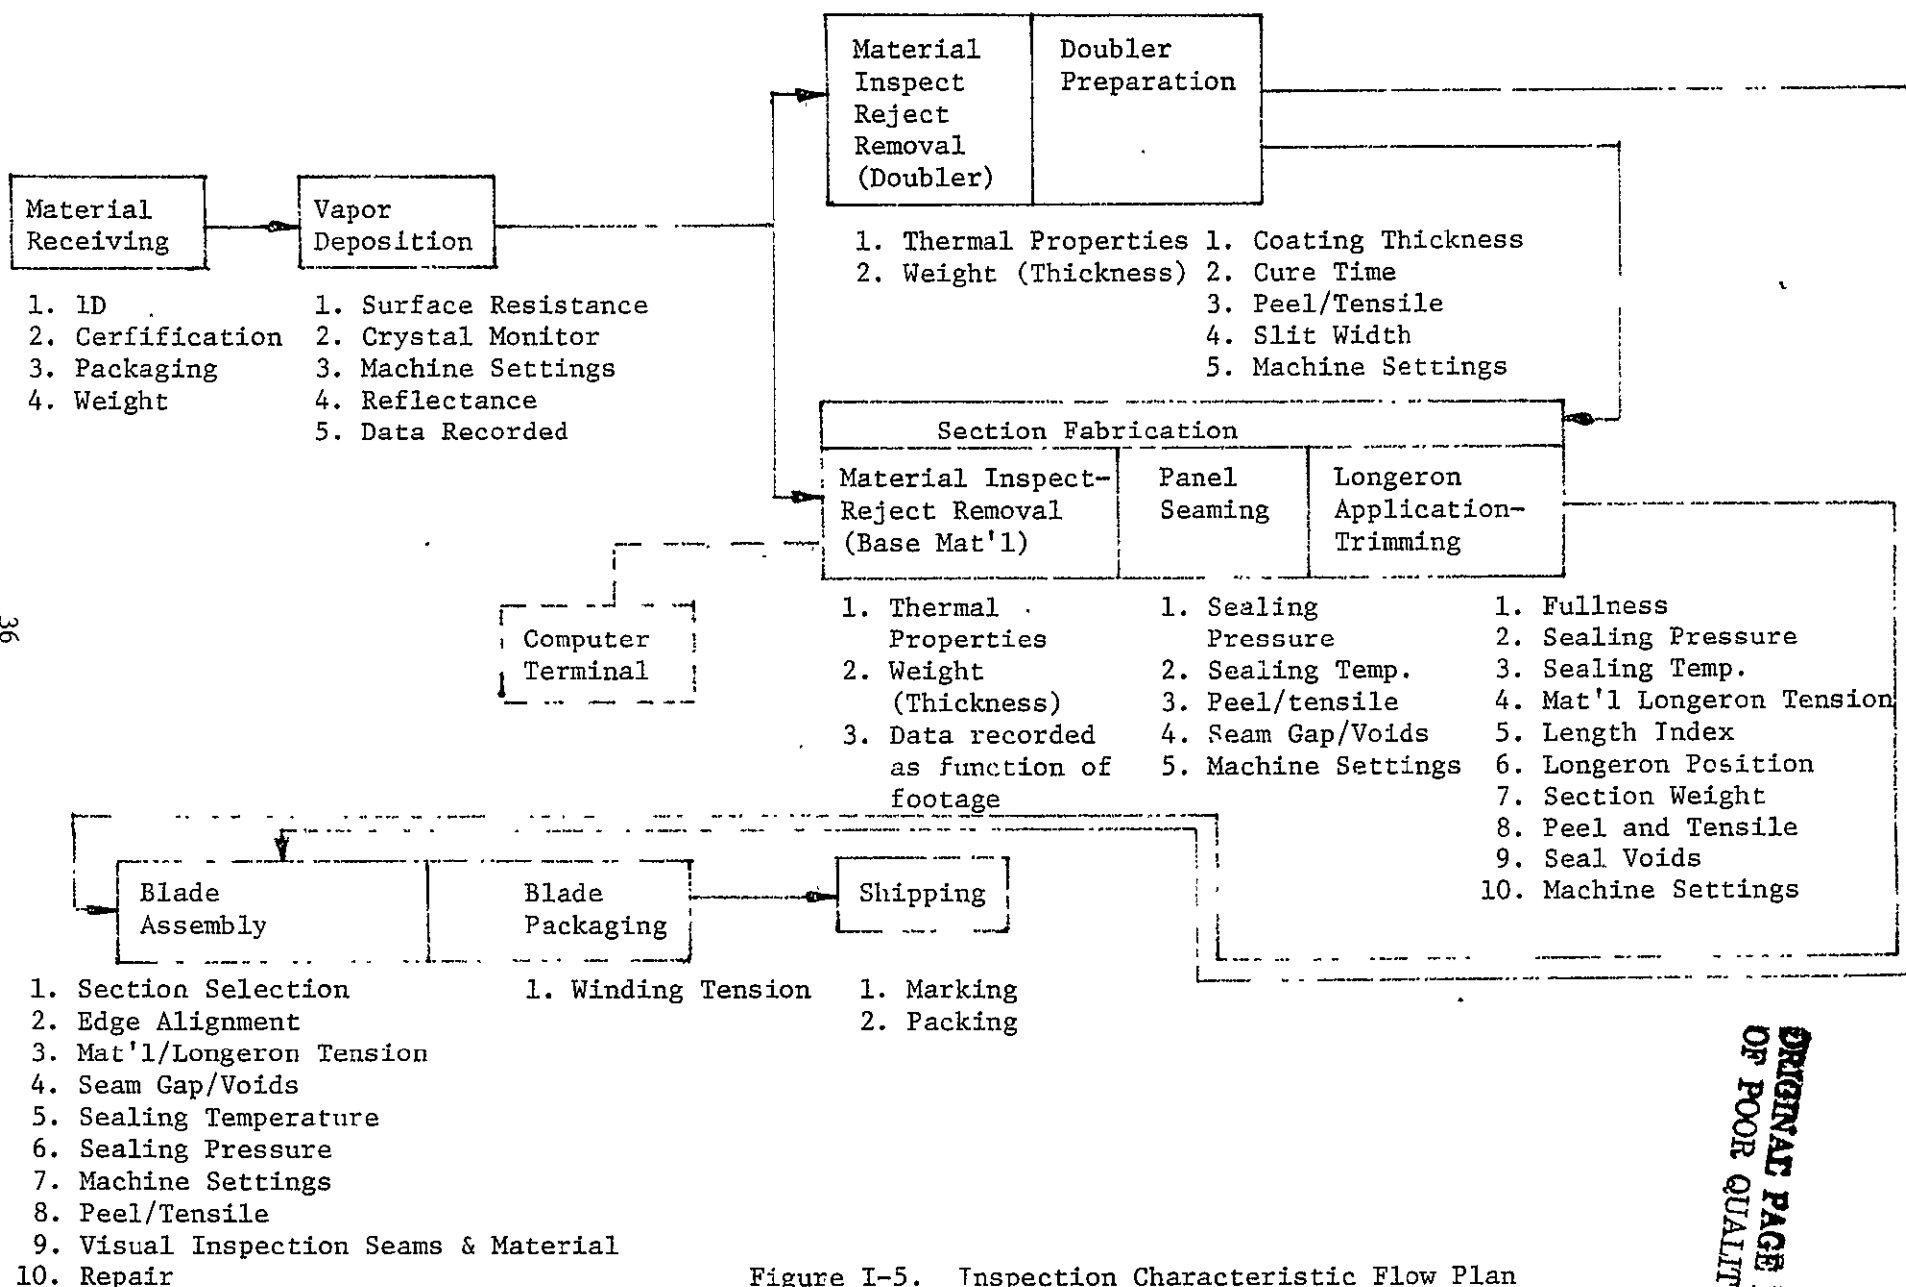 Material
Inspect
Reject
Removal
(Doubler)
Doubler
Preparation
Material
Receiving
Vapor
Deposition
1. Thermal Properties
2. Weight (Thickness)
1. Coating Thickness
2. Cure Time
3. Peel/Tensile
4. Slit Width
5. Machine Settings
1. 1D
2. Cerfification
3. Packaging
4. Weight
1. Surface Resistance
2. Crystal Monitor
3. Machine Settings
4. Reflectance
5. Data Recorded
Section Fabrication
Material Inspect-
Reject Removal
(Base Mat'l)
Panel
Seaming
Longeron
Application-
Trimming
Computer
Terminal
1. Thermal
Properties
2. Weight
(Thickness)
3. Data recorded
as function of
footage
1. Sealing
Pressure
2. Sealing Temp.
3. Peel/tensile
4. Seam Gap/Voids
5. Machine Settings
1. Fullness
2. Sealing Pressure
3. Sealing Temp.
4. Mat'l Longeron Tension
5. Length Index
6. Longeron Position
7. Section Weight
8. Peel and Tensile
9. Seal Voids
10. Machine Settings
36
Blade
Assembly
Blade
Packaging
Shipping
1. Section Selection
2. Edge Alignment
3. Mat'l/Longeron Tension
4. Seam Gap/Voids
5. Sealing Temperature
6. Sealing Pressure
7. Machine Settings
8. Peel/Tensile
9. Visual Inspection Seams & Material
10. Repair
1. Winding Tension
1. Marking
2. Packing
Figure I-5. Inspection Characteristic Flow Plan
ORIGINAL PAGE
OF POOR QUALIT